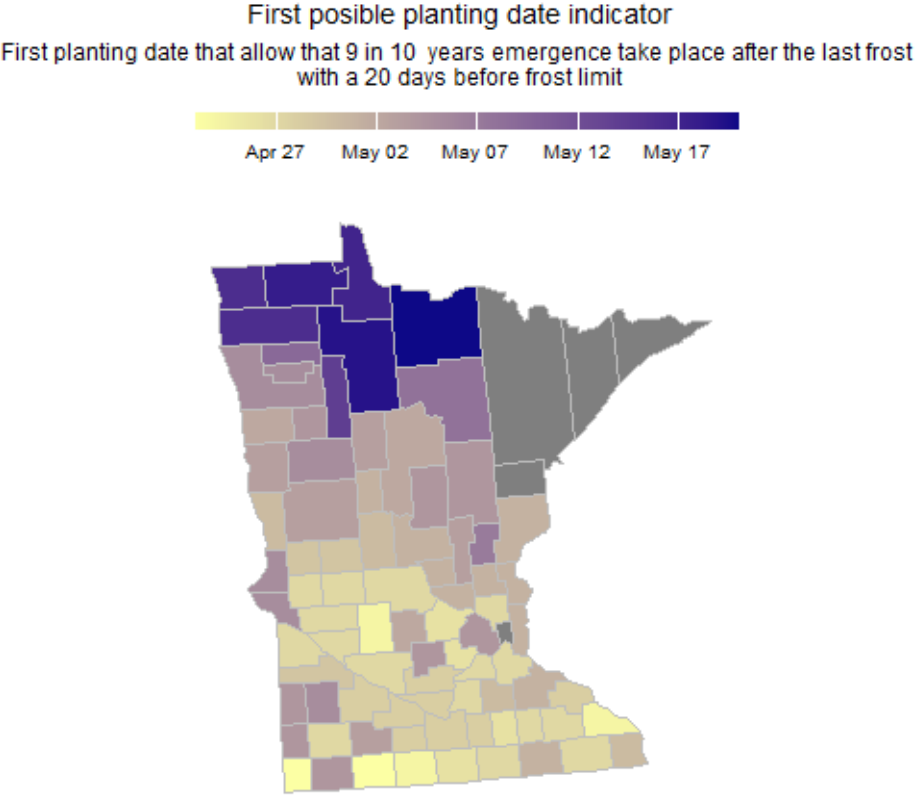 First posible planting date indicator
First planting date that allow that 9 in 10 years emergence take place after the last frost
with a 20 days before frost limit
Apr 27 May 02 May 07 May 12 May 17